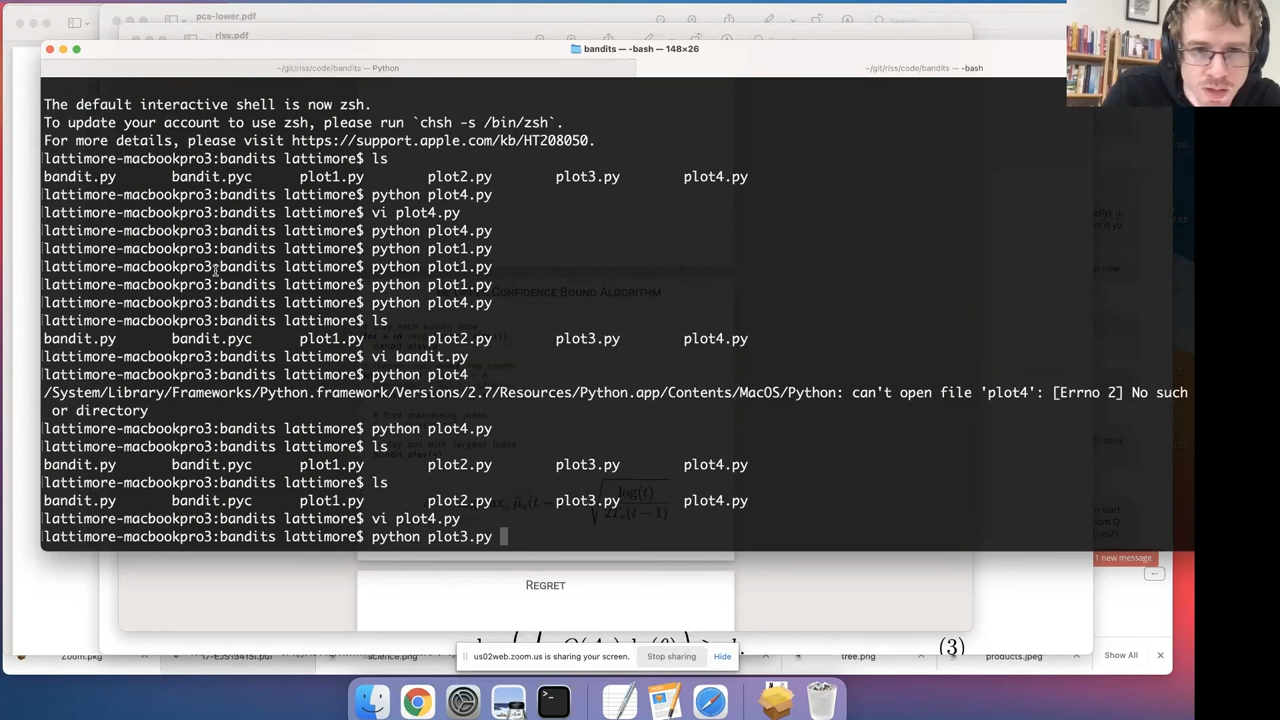 pca-lower.pdf
rlss.pdf
Search
bandits — -bash — 148×26
~/git/rlss/code/bandits — Python
~/git/rlss/code/bandits — -bash
The default interactive shell is now zsh.
To update your account to use zsh, please run `chsh -s /bin/zsh`.
For more details, please visit https://support.apple.com/kb/HT208050.
lattimore-macbookpro3:bandits lattimore$ ls
bandit.py bandit.pyc plot1.py plot2.py plot3.py plot4.py
lattimore-macbookpro3:bandits lattimore$ python plot4.py
lattimore-macbookpro3:bandits lattimore$ vi plot4.py
lattimore-macbookpro3:bandits lattimore$ python plot4.py
lattimore-macbookpro3:bandits lattimore$ python plot1.py
lattimore-macbookpro3:bandits lattimore$ python plot1.py
lattimore-macbookpro3:bandits lattimore$ python plot1.py
lattimore-macbookpro3:bandits lattimore$ python plot4.py
lattimore-macbookpro3:bandits lattimore$ ls
bandit.py bandit.pyc plot1.py plot2.py plot3.py plot4.py
lattimore-macbookpro3:bandits lattimore$ vi bandit.py
lattimore-macbookpro3:bandits lattimore$ python plot4
/System/Library/Frameworks/Python.framework/Versions/2.7/Resources/Python.app/Contents/MacOS/Python: can't open file 'plot4': [Errno 2] No such
or directory
lattimore-macbookpro3:bandits lattimore$ python plot4.py
lattimore-macbookpro3:bandits lattimore$ ls
bandit.py bandit.pyc plot1.py plot2.py plot3.py plot4.py
lattimore-macbookpro3:bandits lattimore$ ls
bandit.py bandit.pyc plot1.py plot2.py plot3.py plot4.py
lattimore-macbookpro3:bandits lattimore$ vi plot4.py
lattimore-macbookpro3:bandits lattimore$ python plot3.py
Confidence Bound Algorithm
1 new message
Regret
(3)
us02web.zoom.us is sharing your screen. Stop sharing Hide
Zoom.pkg
science.png
tree.png
products.jpeg
Show All